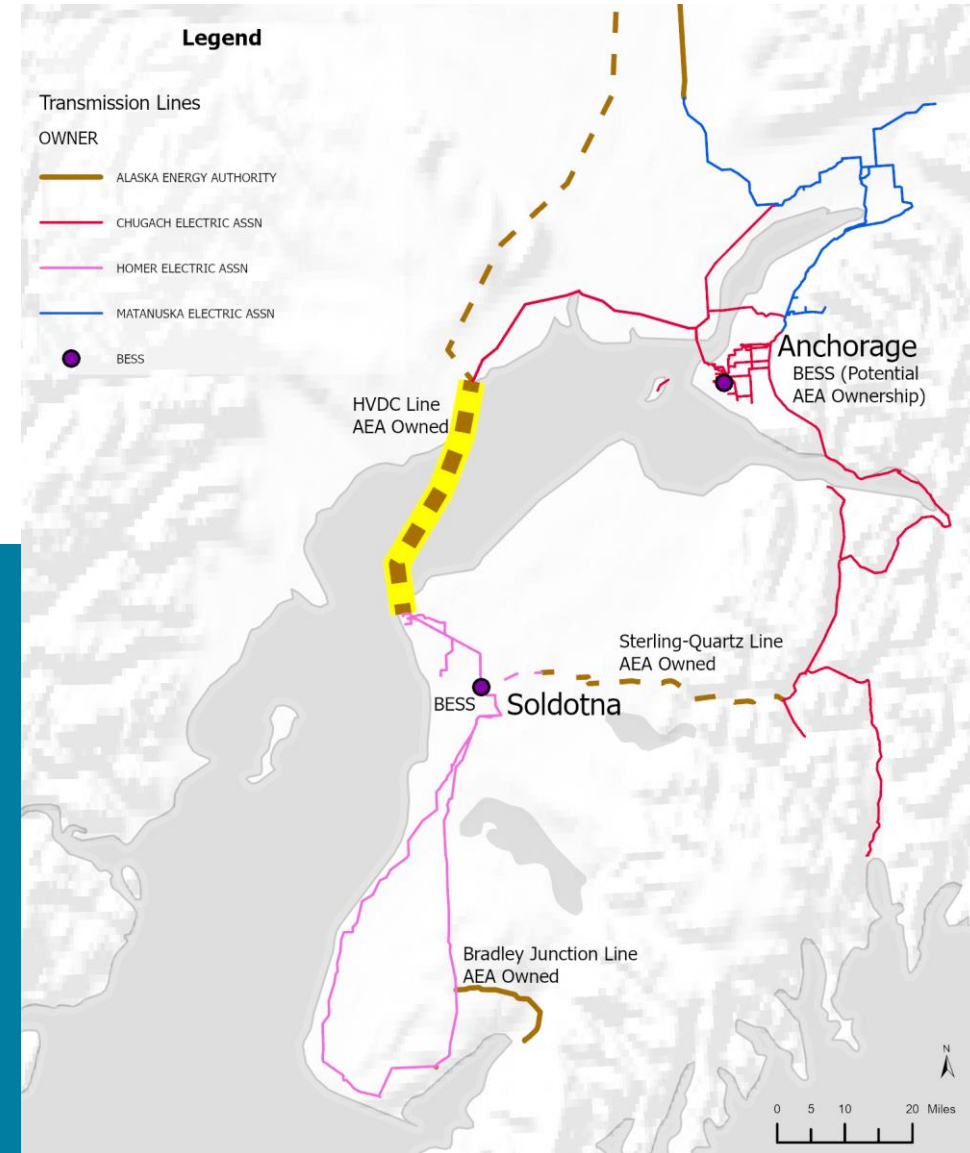 Legend
Transmission Lines
OWNER
ALASKA ENERGY AUTHORITY
CHUGACH ELECTRIC ASSN
HOMER ELECTRIC ASSN
MATANUSKA ELECTRIC ASSN
BESS
Anchorage
BESS (Potential
AEA Ownership)
HVDC Line
AEA Owned
Sterling-Quartz Line
AEA Owned
BESS
Soldotna
Bradley Junction Line
AEA Owned
N
0 5 10 20 Miles